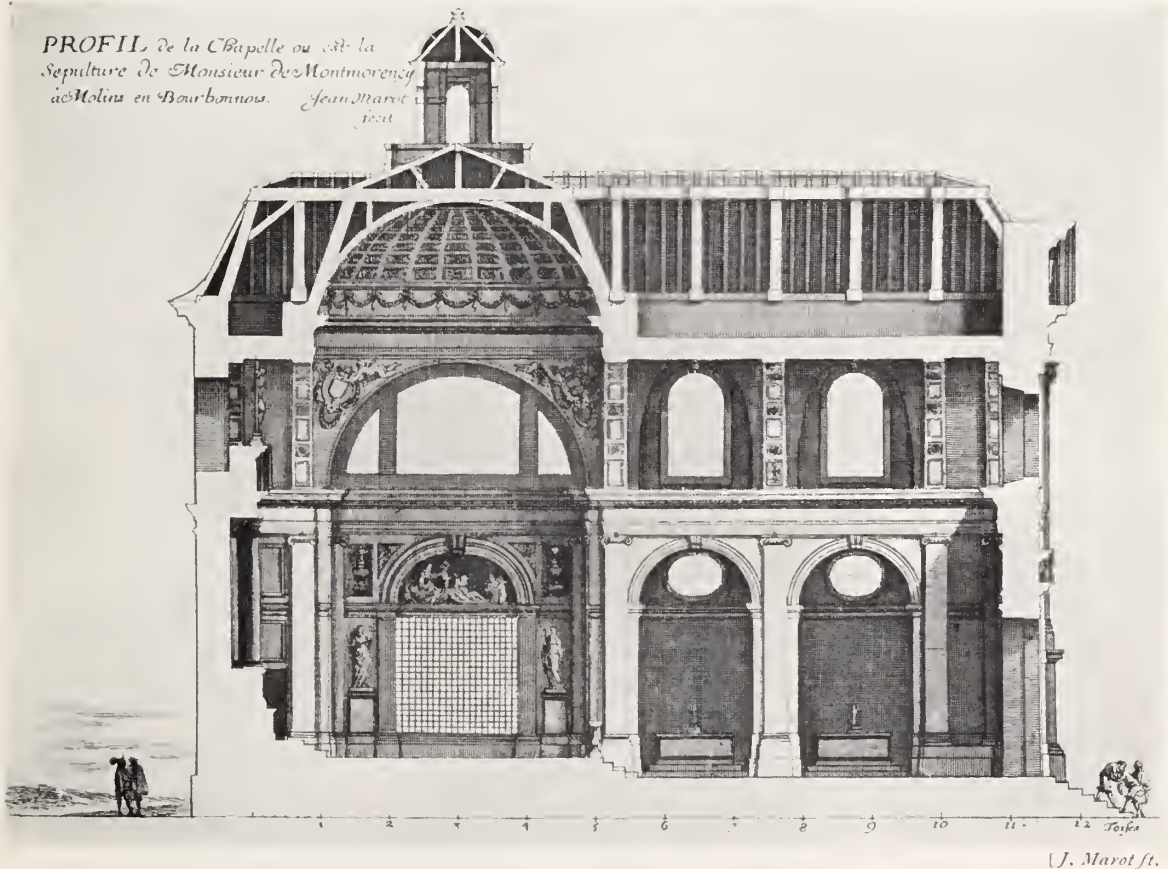 PROFIL de la Chapelle ou est la
Sepulture de Monsieur de Montmorency
à Molins en Bourbonnois. Jean Marot
fecit
1 2 3 4 5 6 7 8 9 10 11. 12 Toises
(J. Marot ft.